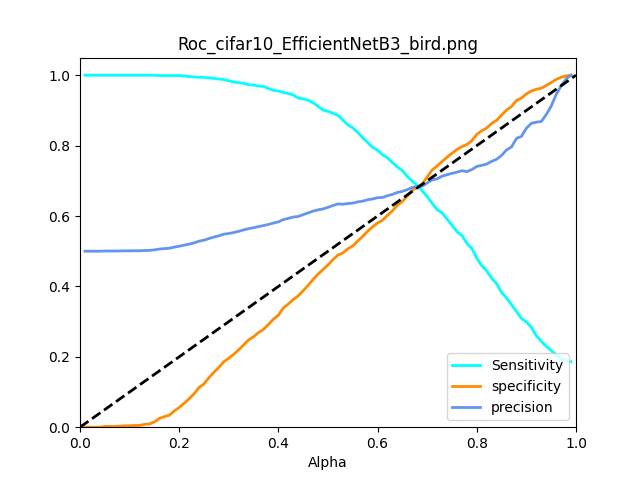 Roc_cifar10_EfficientNetB3_bird.png
1.0
0.8
0.6
0.4
0.2
0.0
Sensitivity
specificity
precision
0.0 0.2 0.4 0.6 0.8 1.0
Alpha